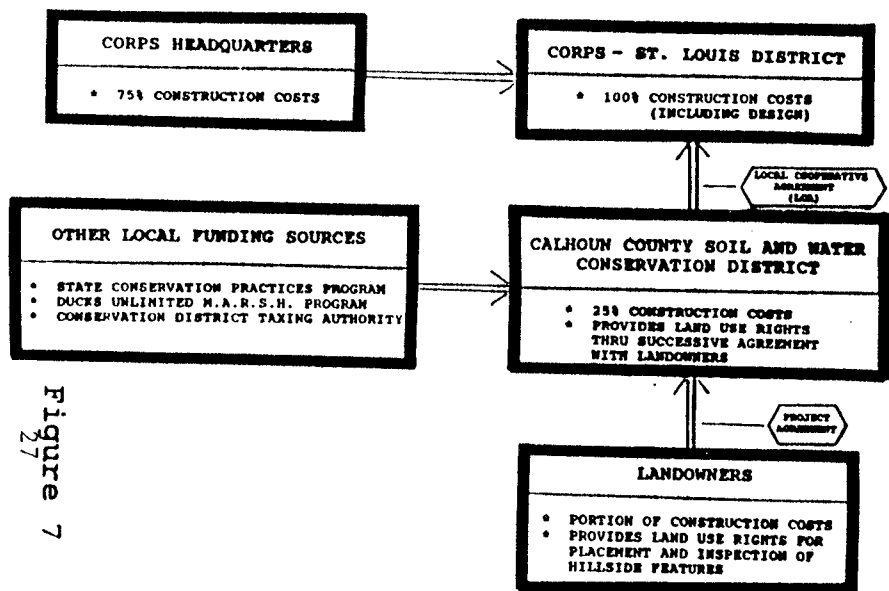 CORPS HEADQUARTERS
* 75% CONSTRUCTION COSTS
CORPS - ST. LOUIS DISTRICT
* 100% CONSTRUCTION COSTS
(INCLUDING DESIGN)
LOCAL COOPERATIVE
AGREEMENT
(LCA)
OTHER LOCAL FUNDING SOURCES
* STATE CONSERVATION PRACTICES PROGRAM
* DUCKS UNLIMITED M.A.R.S.H. PROGRAM
* CONSERVATION DISTRICT TAXING AUTHORITY
CALHOUN COUNTY SOIL AND WATER
CONSERVATION DISTRICT
* 25% CONSTRUCTION COSTS
* PROVIDES LAND USE RIGHTS
THRU SUCCESSIVE AGREEMENT
WITH LANDOWNERS
PROJECT
AGREEMENT
LANDOWNERS
* PORTION OF CONSTRUCTION COSTS
* PROVIDES LAND USE RIGHTS FOR
PLACEMENT AND INSPECTION OF
HILLSIDE FEATURES
Figure 7
27